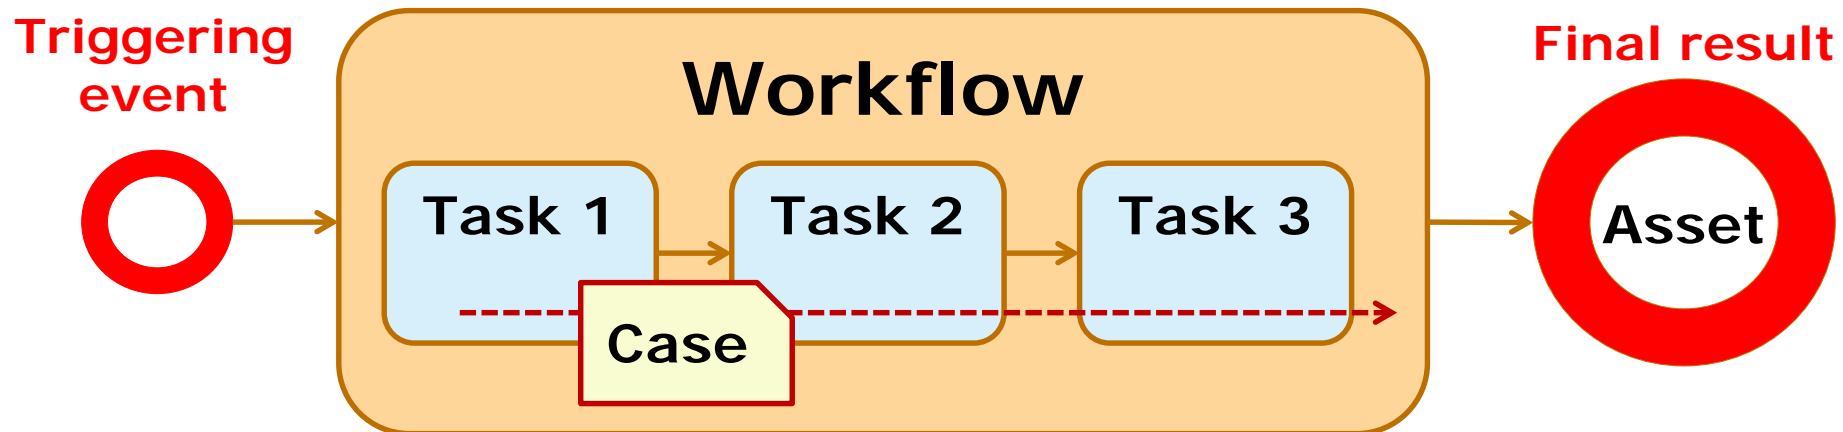 Triggering
event
Workflow
Task 1
Task 2
Task 3
Case
Final result
Asset